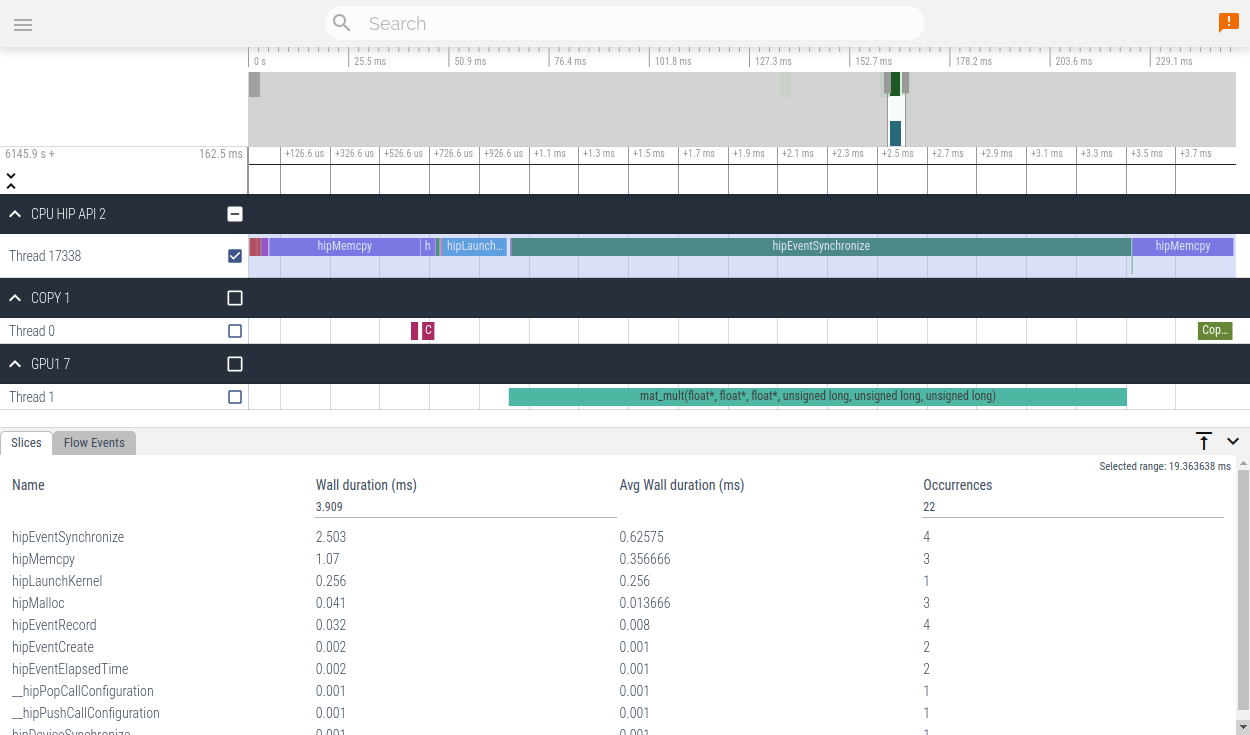 Search
0 s 25.5 ms 50.9 ms 76.4 ms 101.8 ms 127.3 ms 152.7 ms 178.2 ms 203.6 ms 229.1 ms
6145.9 s + 162.5 ms +126.6 us +326.6 us +526.6 us +726.6 us +926.6 us +1.1 ms +1.3 ms +1.5 ms +1.7 ms +1.9 ms +2.1 ms +2.3 ms +2.5 ms +2.7 ms +2.9 ms +3.1 ms +3.3 ms +3.5 ms +3.7 ms
CPU HIP API 2
Thread 17338 hipMemcpy h hipLaunch... hipEventSynchronize hipMemcpy
COPY 1
Thread 0 C Cop...
GPU1 7
Thread 1 mat_mult(float*, float*, float*, unsigned long, unsigned long, unsigned long)
Slices Flow Events
Selected range: 19.363638 ms
Name Wall duration (ms) Avg Wall duration (ms) Occurrences
3.909 22
hipEventSynchronize 2.503 0.62575 4
hipMemcpy 1.07 0.356666 3
hipLaunchKernel 0.256 0.256 1
hipMalloc 0.041 0.013666 3
hipEventRecord 0.032 0.008 4
hipEventCreate 0.002 0.001 2
hipEventElapsedTime 0.002 0.001 2
__hipPopCallConfiguration 0.001 0.001 1
__hipPushCallConfiguration 0.001 0.001 1
hipDeviceSynchronize 0.001 0.001 1